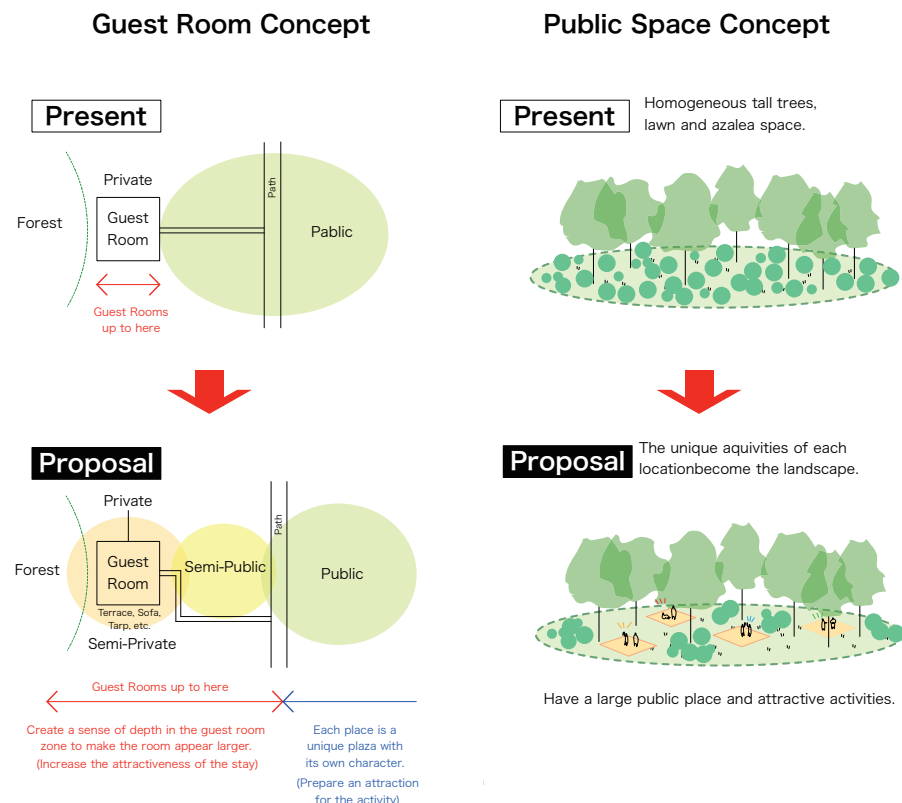 Guest Room Concept
Present
Private
Forest
Guest
Room
Path
Pablic
Guest Rooms
up to here
Proposal
Private
Forest
Guest
Room
Semi-Public
Path
Public
Terrace, Sofa,
Tarp, etc.
Semi-Private
Guest Rooms up to here
Create a sense of depth in the guest room
zone to make the room appear larger.
(Increase the attractiveness of the stay)
Each place is a
unique plaza with
its own character.
(Prepare an attraction
for the activity)
Public Space Concept
Present
Homogeneous tall trees,
lawn and azalea space.
Proposal
The unique aquivities of each
locationbecome the landscape.
Have a large public place and attractive activities.